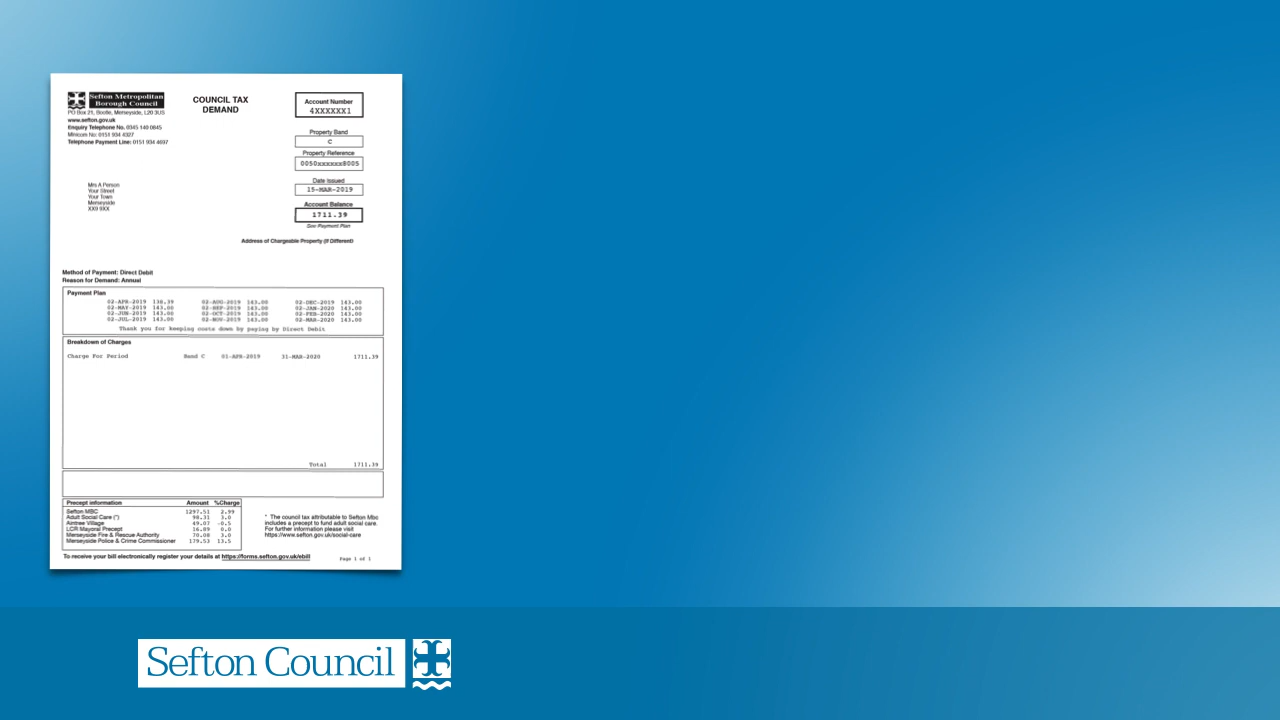 Sefton Metropolitan
Borough Council
PO Box 21, Bootle, Merseyside, L20 3US
www.sefton.gov.uk
Enquiry Telephone No. 0345 140 0845
Minicom No: 0151 934 4327
Telephone Payment Line: 0151 934 4697
COUNCIL TAX
DEMAND
Account Number
4XXXXXX1
Property Band
C
Property Reference
0050xxxxxx8005
Date Issued
15-MAR-2019
Account Balance
1711.39
See Payment Plan
Mrs A Person
Your Street
Your Town
Merseyside
XX9 9XX
Address of Chargeable Property (If Different)
Method of Payment: Direct Debit
Reason for Demand: Annual
Payment Plan
02-APR-2019 138.39 02-AUG-2019 143.00 02-DEC-2019 143.00
02-MAY-2019 143.00 02-SEP-2019 143.00 02-JAN-2020 143.00
02-JUN-2019 143.00 02-OCT-2019 143.00 02-FEB-2020 143.00
02-JUL-2019 143.00 02-NOV-2019 143.00 02-MAR-2020 143.00
Thank you for keeping costs down by paying by Direct Debit
Breakdown of Charges
Charge For Period Band C 01-APR-2019 31-MAR-2020 1711.39
Total 1711.39
Precept information Amount %Charge
Sefton MBC 1297.51 2.99
Adult Social Care (*) 98.31 3.0
Aintree Village 49.07 -0.5
LCR Mayoral Precept 16.89 0.0
Merseyside Fire & Rescue Authority 70.08 3.0
Merseyside Police & Crime Commissioner 179.53 13.5
* The council tax attributable to Sefton Mbc
includes a precept to fund adult social care.
For further information please visit
https://www.sefton.gov.uk/social-care
To receive your bill electronically register your details at https://forms.sefton.gov.uk/ebill
Page 1 of 1
Sefton Council